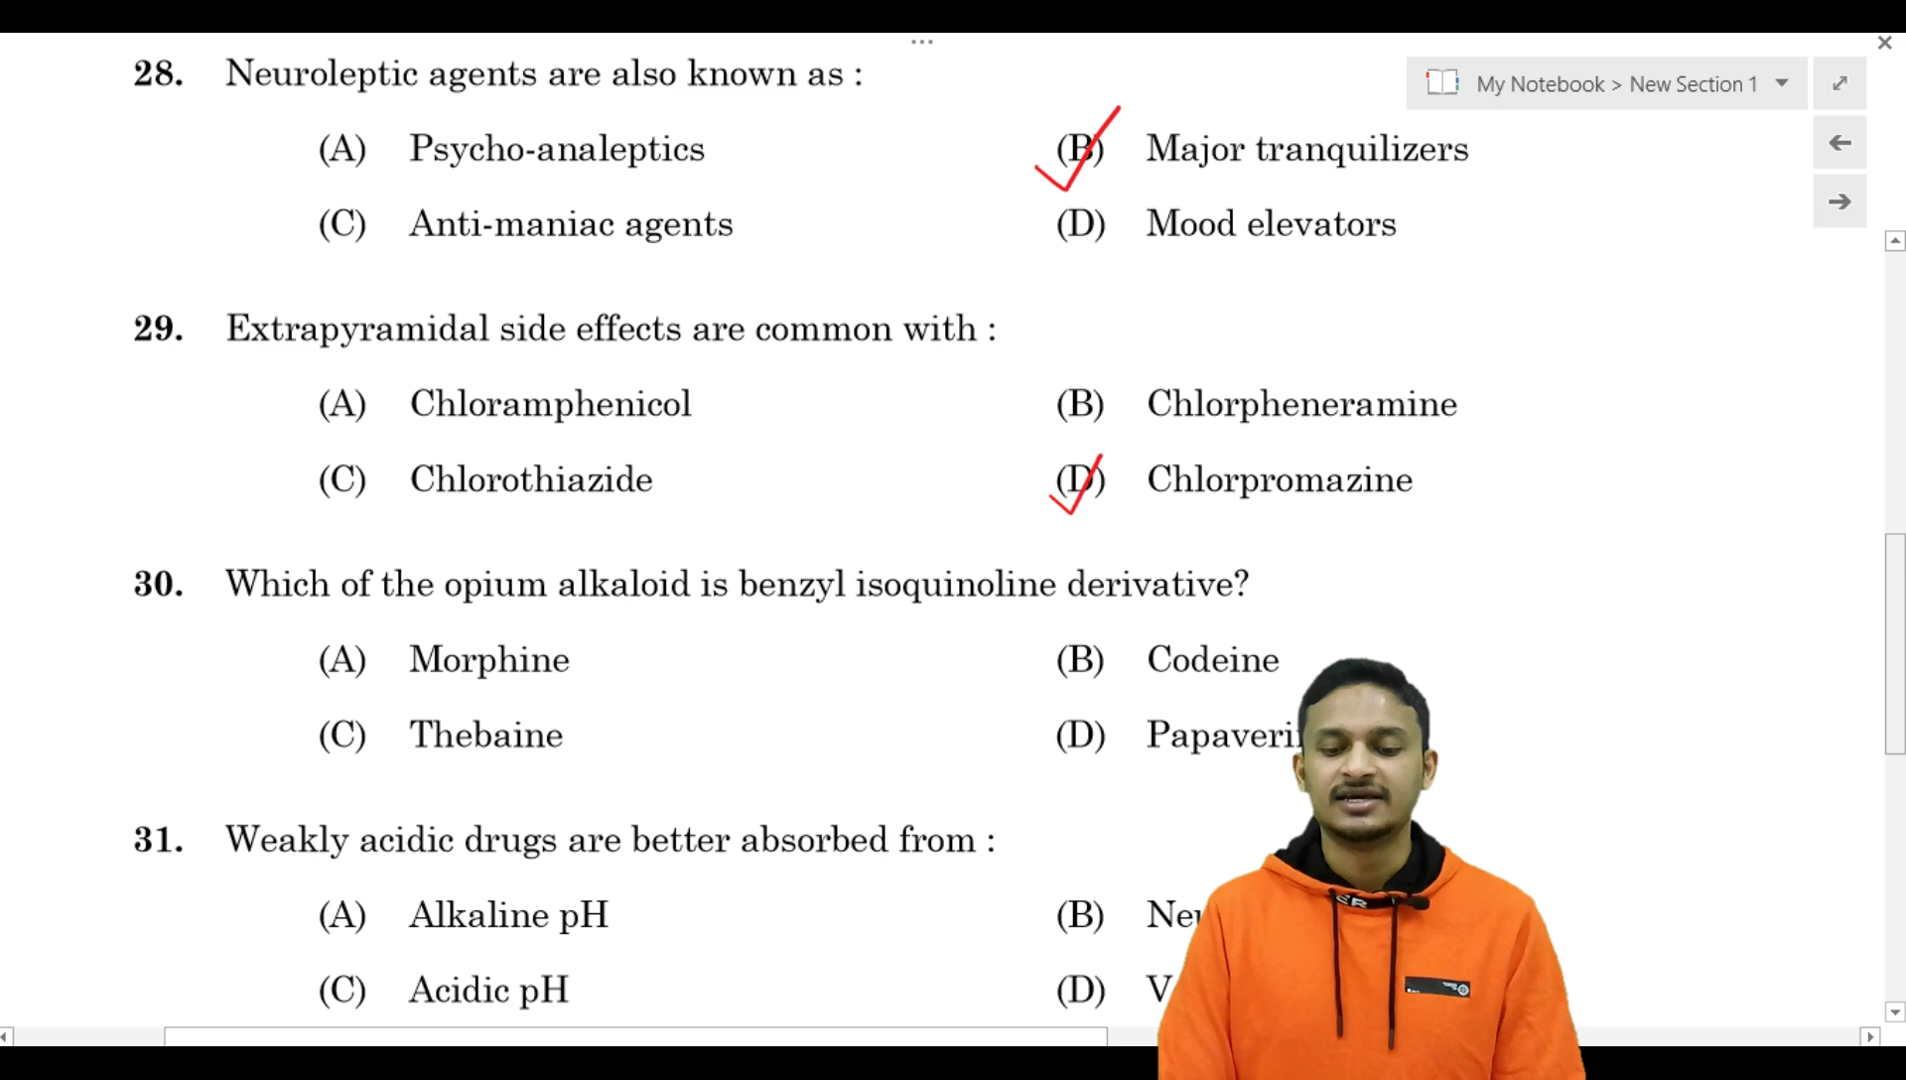 28. Neuroleptic agents are also known as :
My Notebook > New Section 1
(A) Psycho-analeptics (B) Major tranquilizers
(C) Anti-maniac agents (D) Mood elevators
29. Extrapyramidal side effects are common with :
(A) Chloramphenicol (B) Chlorpheneramine
(C) Chlorothiazide (D) Chlorpromazine
30. Which of the opium alkaloid is benzyl isoquinoline derivative?
(A) Morphine (B) Codeine
(C) Thebaine (D)
31. Weakly acidic drugs are better absorbed from :
(A) Alkaline pH (B)
(C) Acidic pH (D)